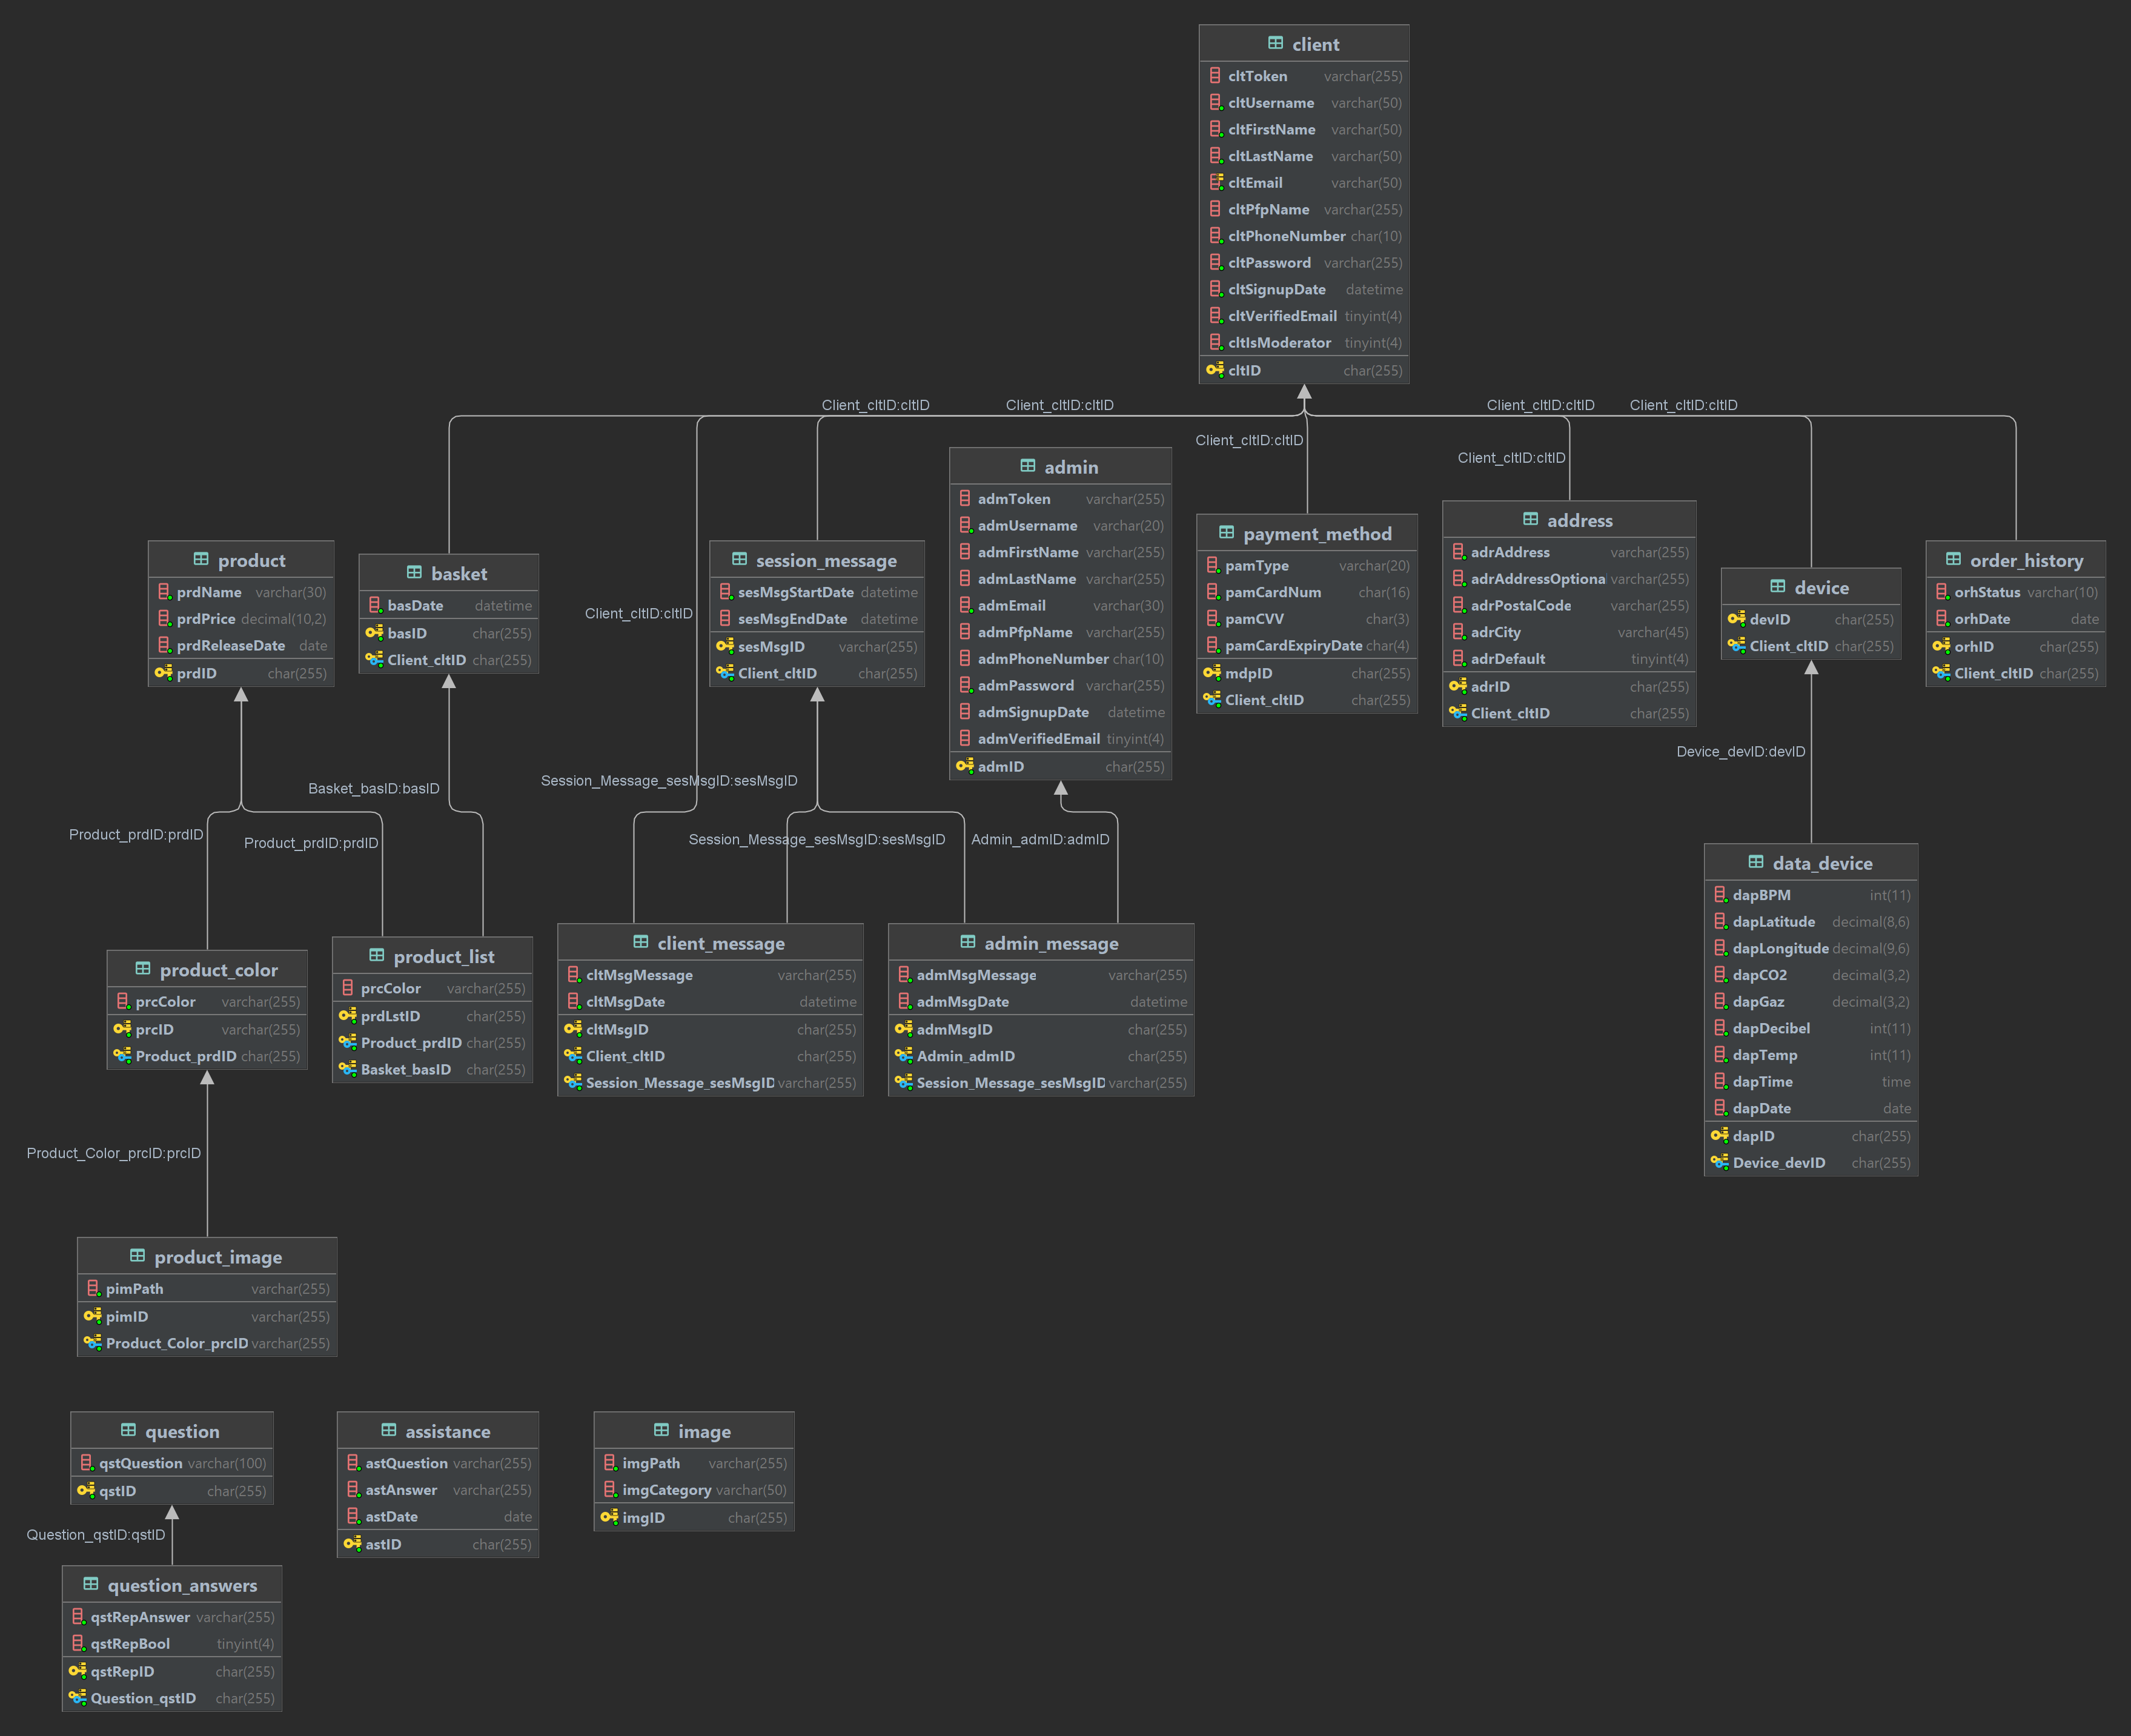 client
cltToken varchar(255)
cltUsername varchar(50)
cltFirstName varchar(50)
cltLastName varchar(50)
cltEmail varchar(50)
cltPfpName varchar(255)
cltPhoneNumber char(10)
cltPassword varchar(255)
cltSignupDate datetime
cltVerifiedEmail tinyint(4)
cltIsModerator tinyint(4)
cltID char(255)
Client_cltID:cltID
Client_cltID:cltID
Client_cltID:cltID
Client_cltID:cltID
Client_cltID:cltID
Client_cltID:cltID
Client_cltID:cltID
product
prdName varchar(30)
prdPrice decimal(10,2)
prdReleaseDate date
prdID char(255)
basket
basDate datetime
basID char(255)
Client_cltID char(255)
session_message
sesMsgStartDate datetime
sesMsgEndDate datetime
sesMsgID varchar(255)
Client_cltID char(255)
admin
admToken varchar(255)
admUsername varchar(20)
admFirstName varchar(255)
admLastName varchar(255)
admEmail varchar(30)
admPfpName varchar(255)
admPhoneNumber char(10)
admPassword varchar(255)
admSignupDate datetime
admVerifiedEmail tinyint(4)
admID char(255)
payment_method
pamType varchar(20)
pamCardNum char(16)
pamCVV char(3)
pamCardExpiryDate char(4)
mdpID char(255)
Client_cltID char(255)
address
adrAddress varchar(255)
adrAddressOptiona varchar(255)
adrPostalCode varchar(255)
adrCity varchar(45)
adrDefault tinyint(4)
adrID char(255)
Client_cltID char(255)
device
devID char(255)
Client_cltID char(255)
order_history
orhStatus varchar(10)
orhDate date
orhID char(255)
Client_cltID char(255)
Device_devID:devID
Basket_basID:basID
Session_Message_sesMsgID:sesMsgID
Product_prdID:prdID
Product_prdID:prdID
Session_Message_sesMsgID:sesMsgID
Admin_admID:admID
product_color
prcColor varchar(255)
prcID varchar(255)
Product_prdID char(255)
product_list
prcColor varchar(255)
prdLstID char(255)
Product_prdID char(255)
Basket_basID char(255)
client_message
cltMsgMessage varchar(255)
cltMsgDate datetime
cltMsgID char(255)
Client_cltID char(255)
Session_Message_sesMsgID varchar(255)
admin_message
admMsgMessage varchar(255)
admMsgDate datetime
admMsgID char(255)
Admin_admID char(255)
Session_Message_sesMsgID varchar(255)
data_device
dapBPM int(11)
dapLatitude decimal(8,6)
dapLongitude decimal(9,6)
dapCO2 decimal(3,2)
dapGaz decimal(3,2)
dapDecibel int(11)
dapTemp int(11)
dapTime time
dapDate date
dapID char(255)
Device_devID char(255)
Product_Color_prcID:prcID
product_image
pimPath varchar(255)
pimID varchar(255)
Product_Color_prcID varchar(255)
question
qstQuestion varchar(100)
qstID char(255)
assistance
astQuestion varchar(255)
astAnswer varchar(255)
astDate date
astID char(255)
image
imgPath varchar(255)
imgCategory varchar(50)
imgID char(255)
Question_qstID:qstID
question_answers
qstRepAnswer varchar(255)
qstRepBool tinyint(4)
qstRepID char(255)
Question_qstID char(255)